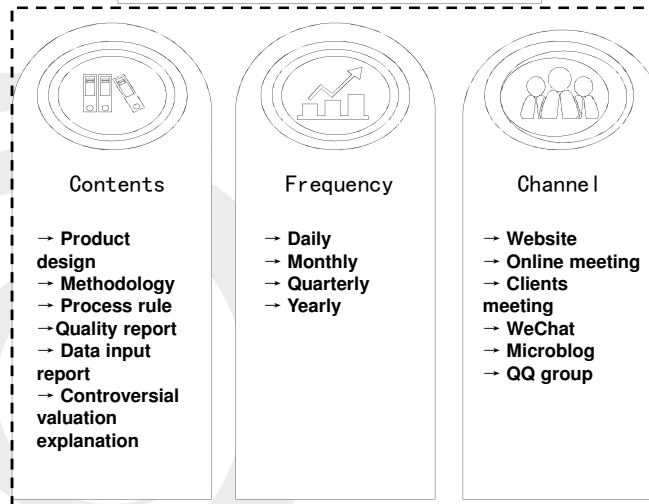 Contents
→ Product
design
→ Methodology
→ Process rule
→Quality report
→ Data input
report
→ Controversial
valuation
explanation
Frequency
→ Daily
→ Monthly
→ Quarterly
→ Yearly
Channel
→ Website
→ Online meeting
→ Clients
meeting
→ WeChat
→ Microblog
→ QQ group